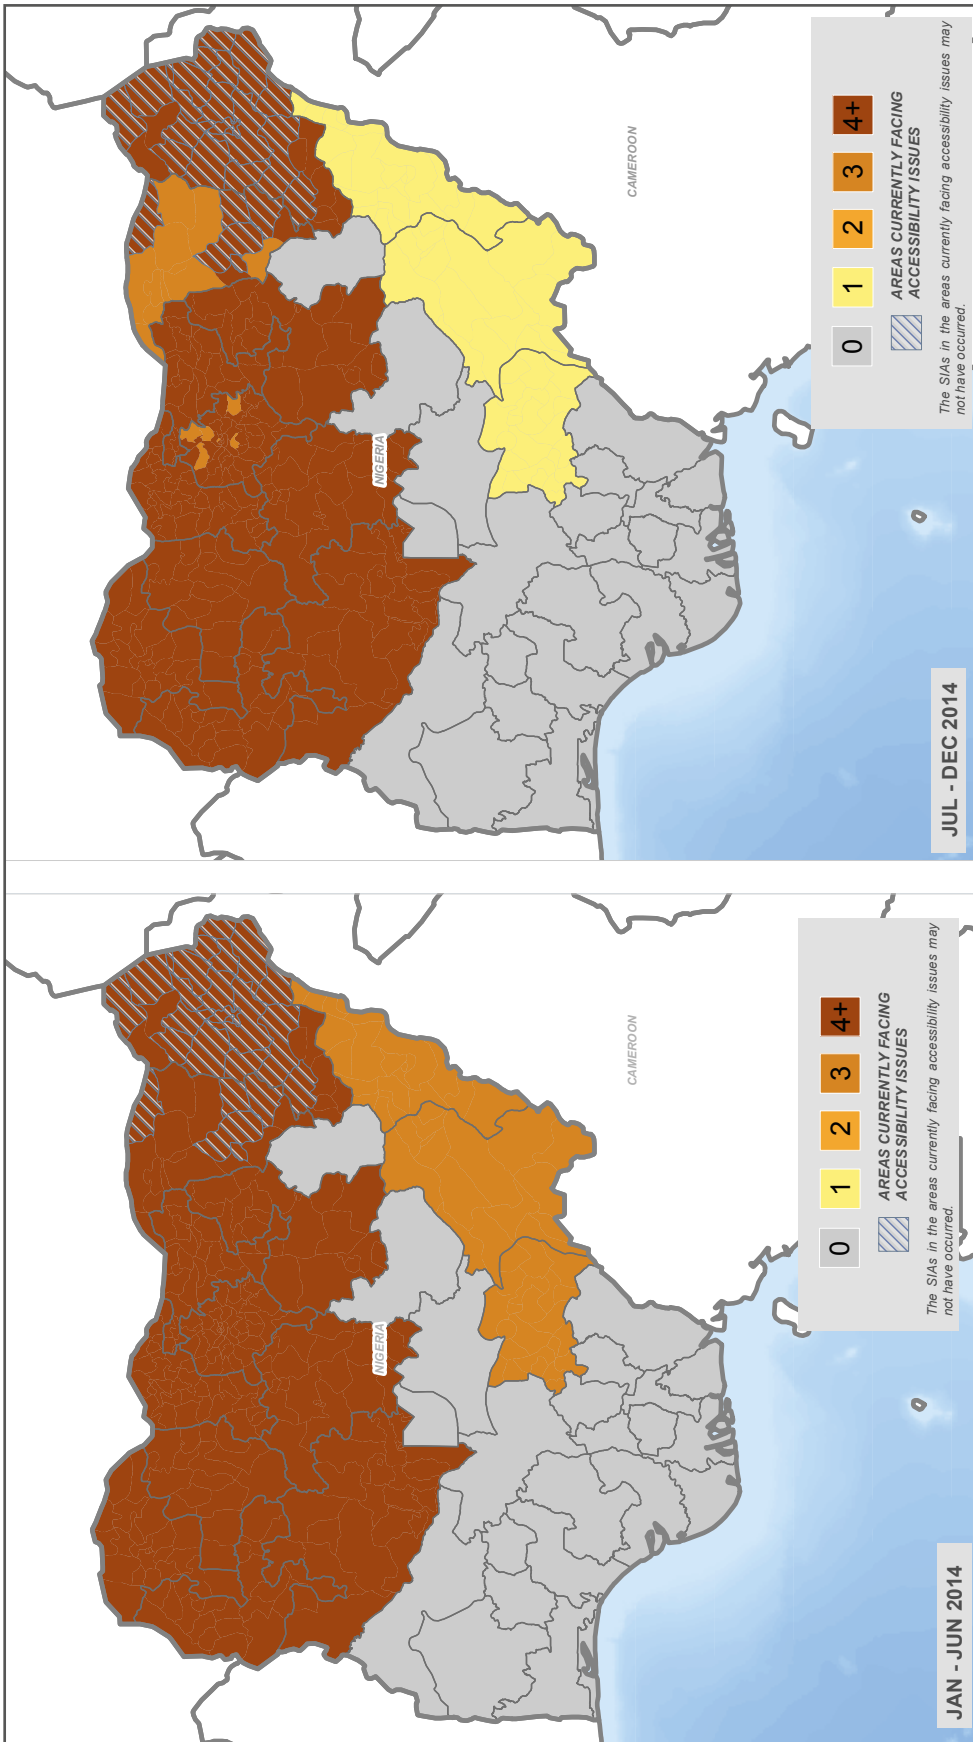 JAN - JUN 2014
NIGERIA
CAMEROON
0
1
2
3
4+
AREAS CURRENTLY FACING
ACCESSIBILITY ISSUES
The SIAs in the areas currently facing accessibility issues may
not have occurred.
JUL - DEC 2014
NIGERIA
CAMEROON
0
1
2
3
4+
AREAS CURRENTLY FACING
ACCESSIBILITY ISSUES
The SIAs in the areas currently facing accessibility issues may
not have occurred.